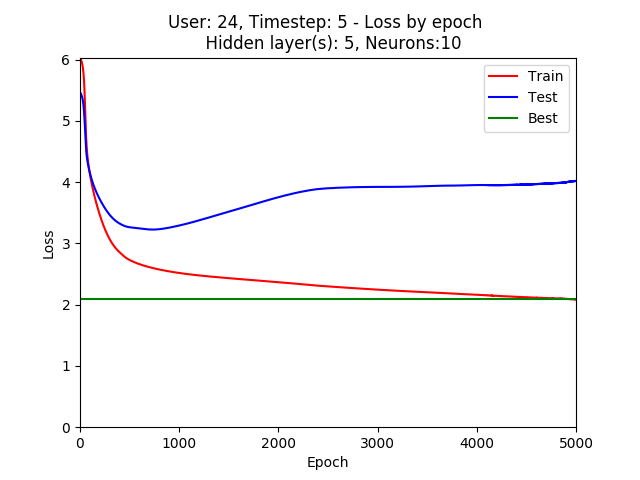 User: 24, Timestep: 5 - Loss by epoch
Hidden layer(s): 5, Neurons:10
6
5
4
3
2
1
0
Loss
Train
Test
Best
0 1000 2000 3000 4000 5000
Epoch